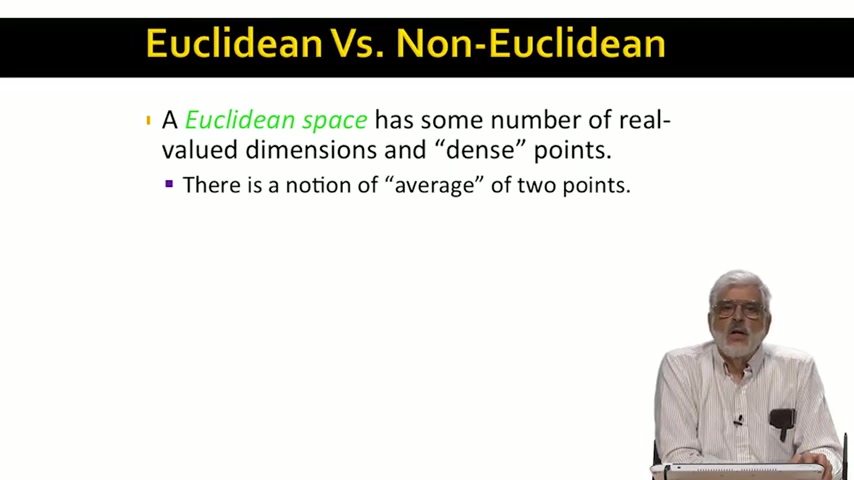 Euclidean Vs. Non-Euclidean
A Euclidean space has some number of real-
valued dimensions and “dense” points.
There is a notion of “average” of two points.